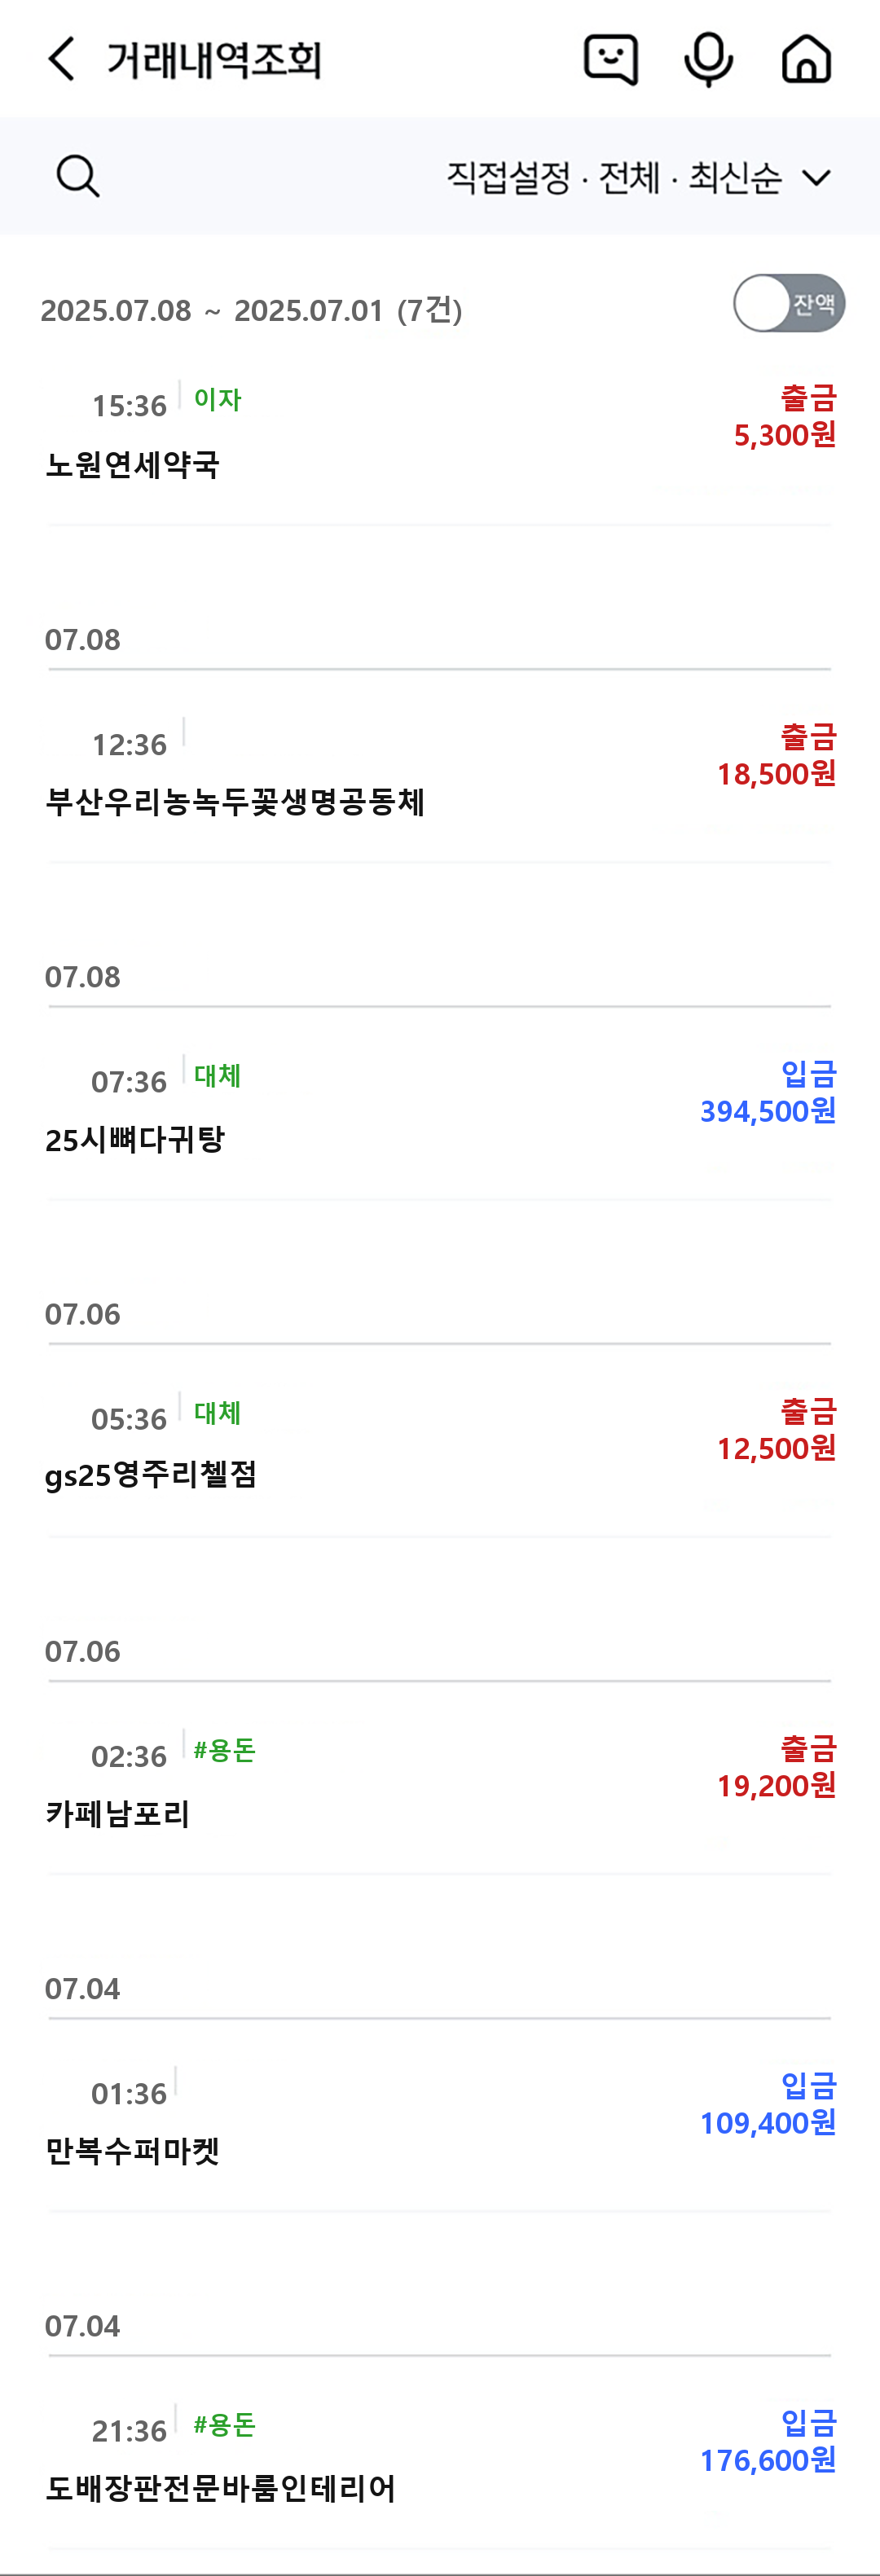 거래내역조회
직접설정 · 전체 · 최신순
2025.07.08 ~ 2025.07.01 (7건)
잔액
15:36 이자
출금
5,300원
노원연세약국
07.08
12:36
출금
18,500원
부산우리농녹두꽃생명공동체
07.08
07:36 대체
입금
394,500원
25시뼈다귀탕
07.06
05:36 대체
출금
12,500원
gs25영주리첼점
07.06
02:36 #용돈
출금
19,200원
카페남포리
07.04
01:36
입금
109,400원
만복수퍼마켓
07.04
21:36 #용돈
입금
176,600원
도배장판전문바룸인테리어